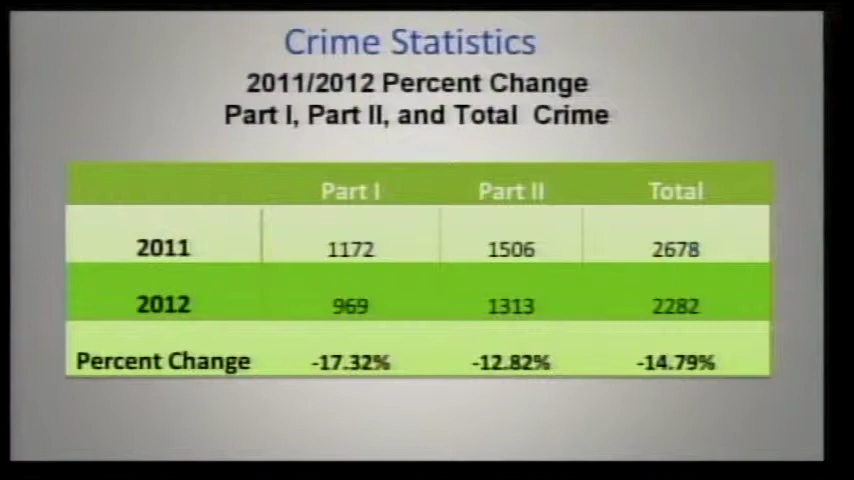 Crime Statistics
2011/2012 Percent Change
Part I, Part II, and Total Crime
Part I Part II Total
2011 1172 1506 2678
2012 969 1313 2282
Percent Change -17.32% -12.82% -14.79%